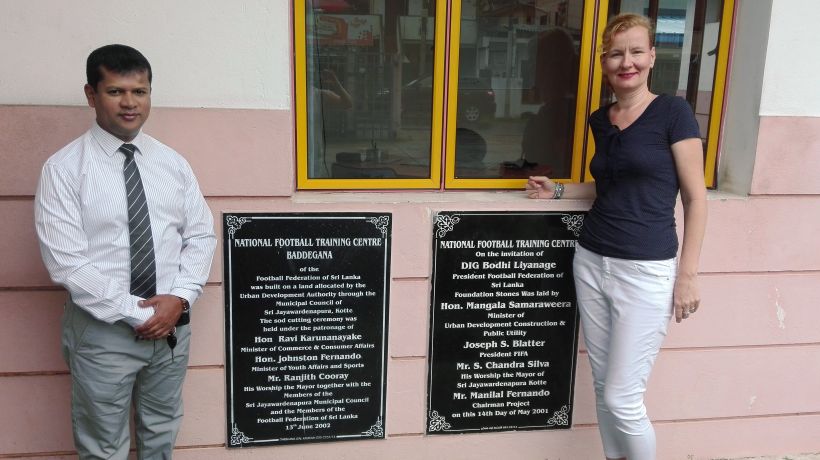 NATIONAL FOOTBALL TRAINING CENTRE
BADDEGANA
of the
Football Federation of Sri Lanka
was built on a land allocated by the
Urban Development Authority through the
Municipal Council of
Sri Jayawardenapura, Kotte
The sod cutting ceremony was
held under the patronage of
Hon Ravi Karunanayake
Minister of Commerce & Consumer Affairs
Hon. Johnston Fernando
Minister of Youth Affairs and Sports
Mr. Ranjith Cooray
His Worship the Mayor together with the
Members of the
Sri Jayawardenapura Municipal Council
and the Members of the
Football Federation of Sri Lanka
13th June 2002
NATIONAL FOOTBALL TRAINING CENTRE
On the invitation of
DIG Bodhi Liyanage
President Football Federation of
Sri Lanka
Foundation Stones Was laid by
Hon. Mangala Samaraweera
Minister of
Urban Development Construction &
Public Utility
Joseph S. Blatter
President FIFA
Mr. S. Chandra Silva
His Worship the Mayor of
Sri Jayawardenapura Kotte
Mr. Manilal Fernando
Chairman Project
on this 14th Day of May 2001